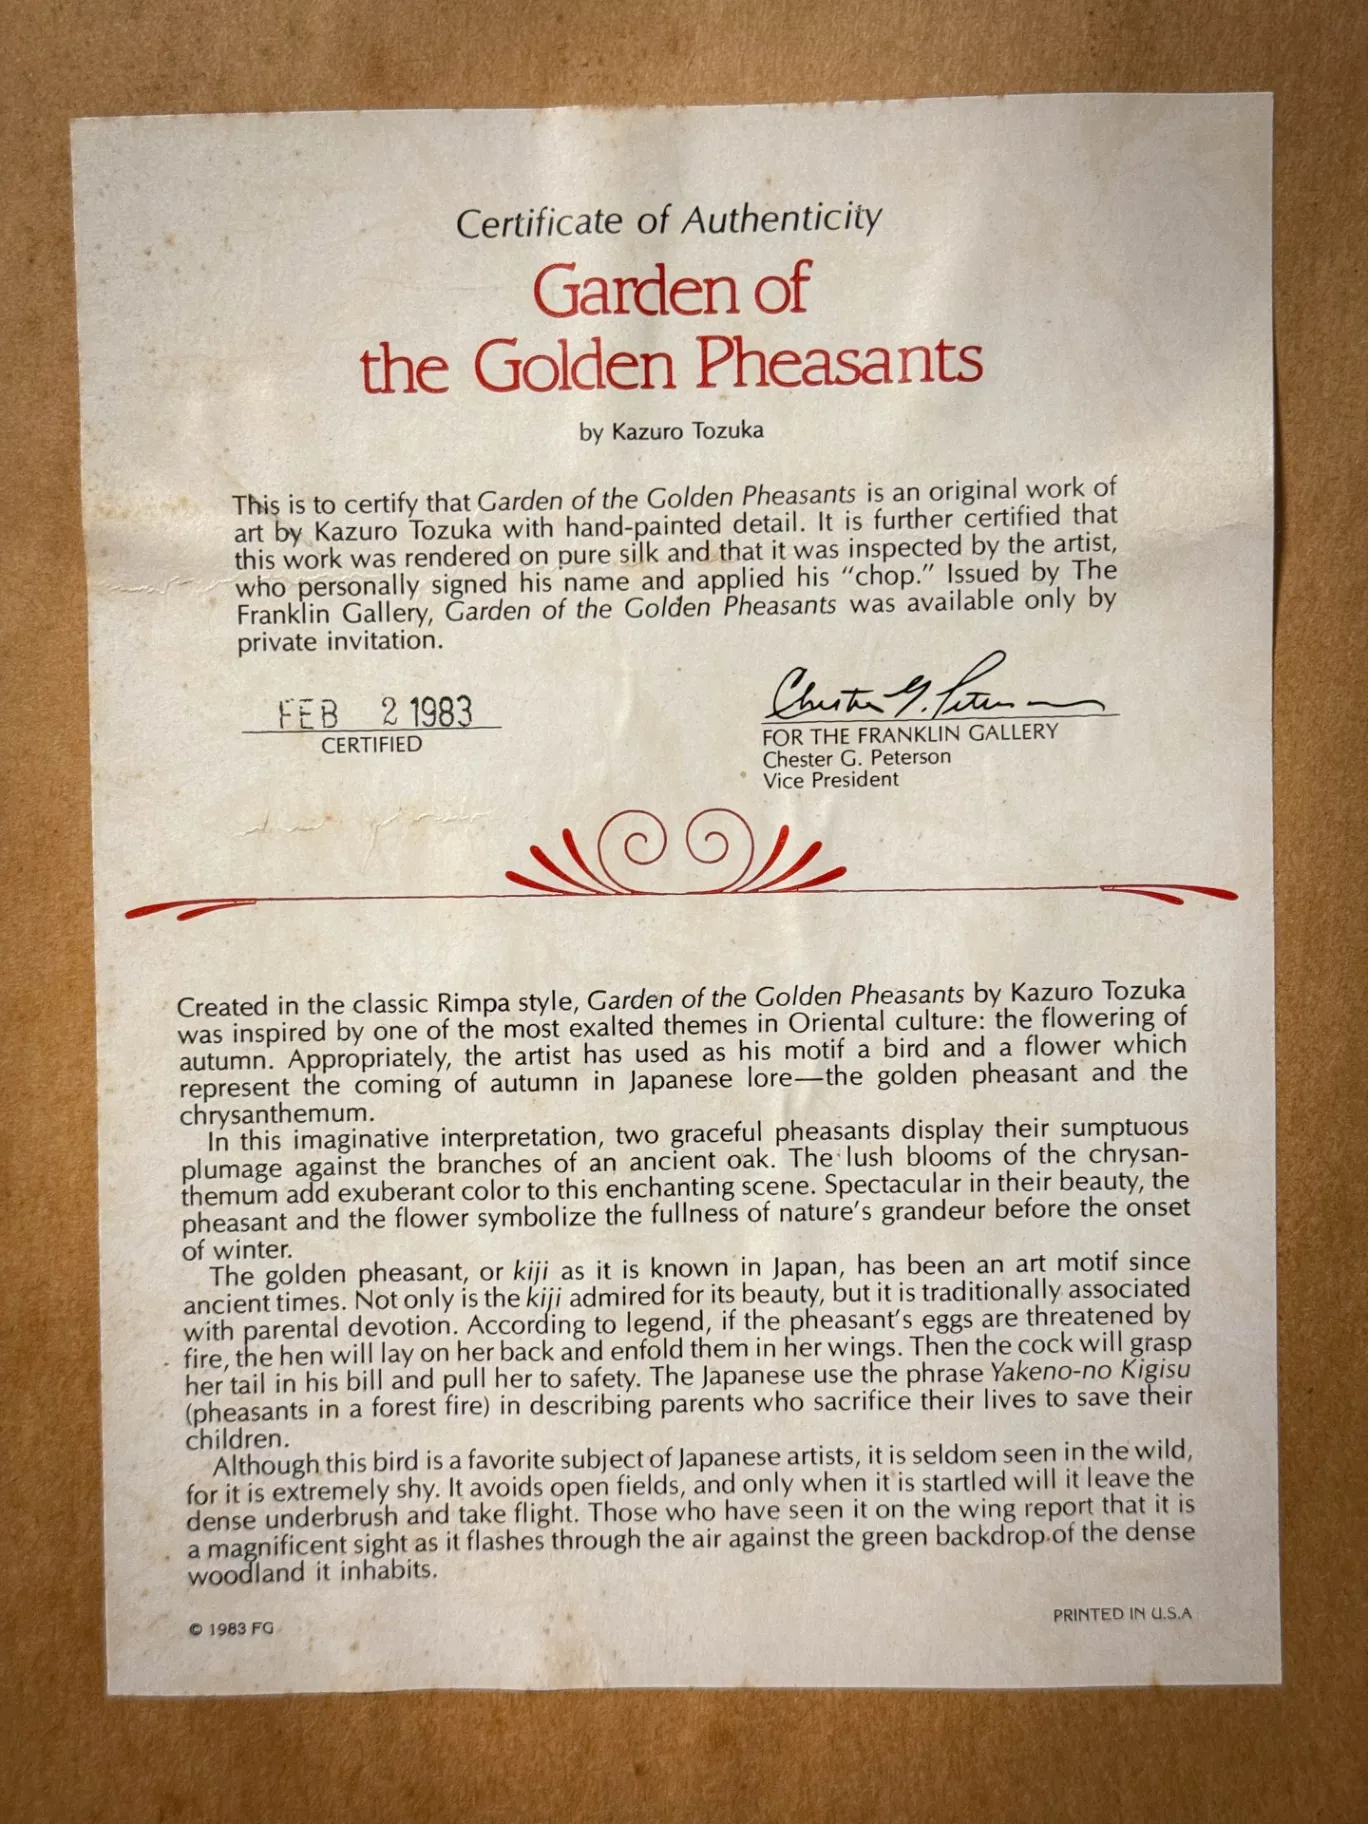 Certificate of Authenticity
Garden of
the Golden Pheasants
by Kazuro Tozuka
This is to certify that Garden of the Golden Pheasants is an original work of
art by Kazuro Tozuka with hand-painted detail. It is further certified that
this work was rendered on pure silk and that it was inspected by the artist,
who personally signed his name and applied his “chop.” Issued by The
Franklin Gallery, Garden of the Golden Pheasants was available only by
private invitation.
FEB 2 1983
CERTIFIED
Chester G. Peterson
FOR THE FRANKLIN GALLERY
Chester G. Peterson
Vice President
Created in the classic Rimpa style, Garden of the Golden Pheasants by Kazuro Tozuka
was inspired by one of the most exalted themes in Oriental culture: the flowering of
autumn. Appropriately, the artist has used as his motif a bird and a flower which
represent the coming of autumn in Japanese lore—the golden pheasant and the
chrysanthemum.
In this imaginative interpretation, two graceful pheasants display their sumptuous
plumage against the branches of an ancient oak. The lush blooms of the chrysan-
themum add exuberant color to this enchanting scene. Spectacular in their beauty, the
pheasant and the flower symbolize the fullness of nature’s grandeur before the onset
of winter.
The golden pheasant, or kiji as it is known in Japan, has been an art motif since
ancient times. Not only is the kiji admired for its beauty, but it is traditionally associated
with parental devotion. According to legend, if the pheasant’s eggs are threatened by
fire, the hen will lay on her back and enfold them in her wings. Then the cock will grasp
her tail in his bill and pull her to safety. The Japanese use the phrase Yakeno-no Kigisu
(pheasants in a forest fire) in describing parents who sacrifice their lives to save their
children.
Although this bird is a favorite subject of Japanese artists, it is seldom seen in the wild,
for it is extremely shy. It avoids open fields, and only when it is startled will it leave the
dense underbrush and take flight. Those who have seen it on the wing report that it is
a magnificent sight as it flashes through the air against the green backdrop of the dense
woodland it inhabits.
© 1983 FG
PRINTED IN U.S.A